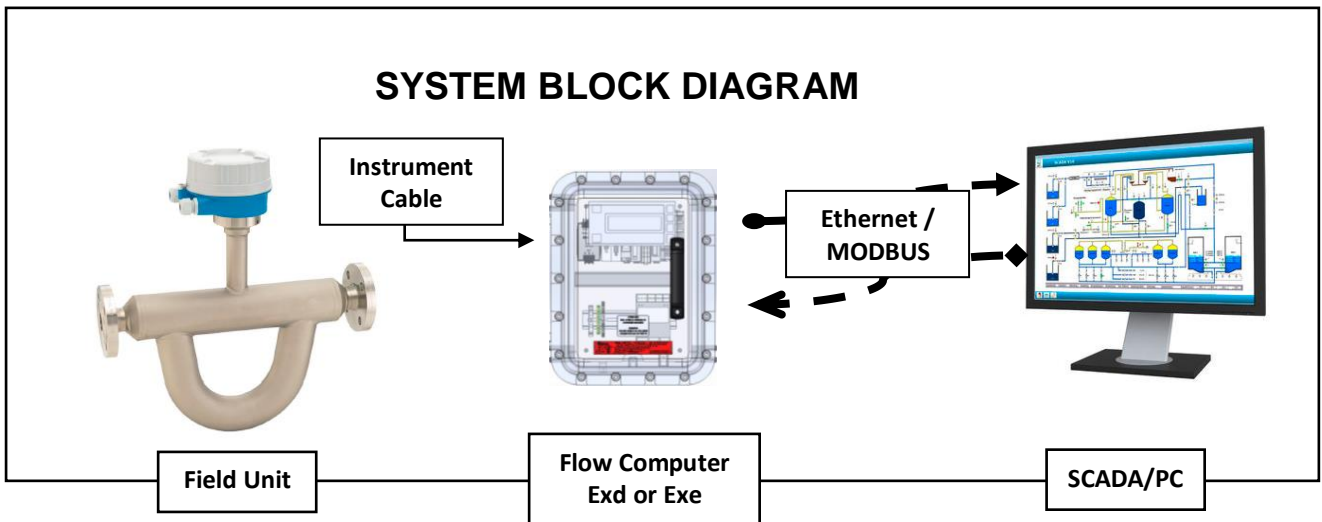 SYSTEM BLOCK DIAGRAM
Instrument
Cable
Ethernet /
MODBUS
Field Unit
Flow Computer
Exd or Exe
SCADA/PC